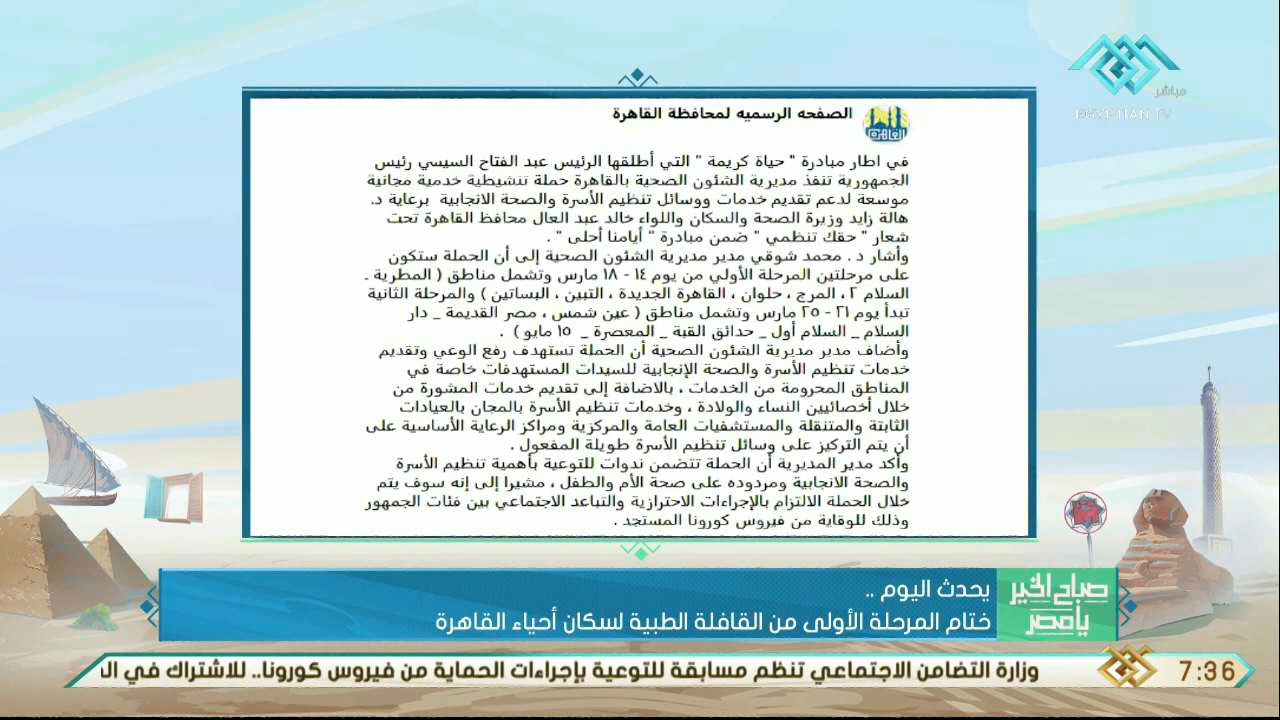 مباشر
EGYPTIAN TV
الصفحه الرسميه لمحافظة القاهرة
القاهرة
في اطار مبادرة " حياة كريمة " التي أطلقها الرئيس عبد الفتاح السيسي رئيس
الجمهورية تنفذ مديرية الشئون الصحية بالقاهرة حملة تنشيطية خدمية مجانية
موسعة لدعم تقديم خدمات ووسائل تنظيم الأسرة والصحة الانجابية برعاية د.
هالة زايد وزيرة الصحة والسكان واللواء خالد عبد العال محافظ القاهرة تحت
شعار " حقك تنظمي " ضمن مبادرة " أيامنا أحلى " .
وأشار د . محمد شوقي مدير مديرية الشئون الصحية إلى أن الحملة ستكون
على مرحلتين المرحلة الأولي من يوم ١٤ - ١٨ مارس وتشمل مناطق ( المطرية ـ
السلام ٢ ، المرج ، حلوان ، القاهرة الجديدة ، التبين ، البساتين ) والمرحلة الثانية
تبدأ يوم ٢١ - ٢٥ مارس وتشمل مناطق ( عين شمس ، مصر القديمة _ دار
السلام _ السلام أول _ حدائق القبة _ المعصرة _ ١٥ مايو ) .
وأضاف مدير مديرية الشئون الصحية أن الحملة تستهدف رفع الوعي وتقديم
خدمات تنظيم الأسرة والصحة الإنجابية للسيدات المستهدفات خاصة في
المناطق المحرومة من الخدمات ، بالاضافة إلى تقديم خدمات المشورة من
خلال أخصائيين النساء والولادة ، وخدمات تنظيم الأسرة بالمجان بالعيادات
الثابتة والمتنقلة والمستشفيات العامة والمركزية ومراكز الرعاية الأساسية على
أن يتم التركيز على وسائل تنظيم الأسرة طويلة المفعول .
وأكد مدير المديرية أن الحملة تتضمن ندوات للتوعية بأهمية تنظيم الأسرة
والصحة الانجابية ومردوده على صحة الأم والطفل ، مشيرا إلى إنه سوف يتم
خلال الحملة الالتزام بالإجراءات الاحترازية والتباعد الاجتماعي بين فئات الجمهور
وذلك للوقاية من فيروس كورونا المستجد .
صباح الخير
يا مصر
يحدث اليوم ..
ختام المرحلة الأولى من القافلة الطبية لسكان أحياء القاهرة
7:36
وزارة التضامن الاجتماعي تنظم مسابقة للتوعية بإجراءات الحماية من فيروس كورونا.. للاشتراك في ال